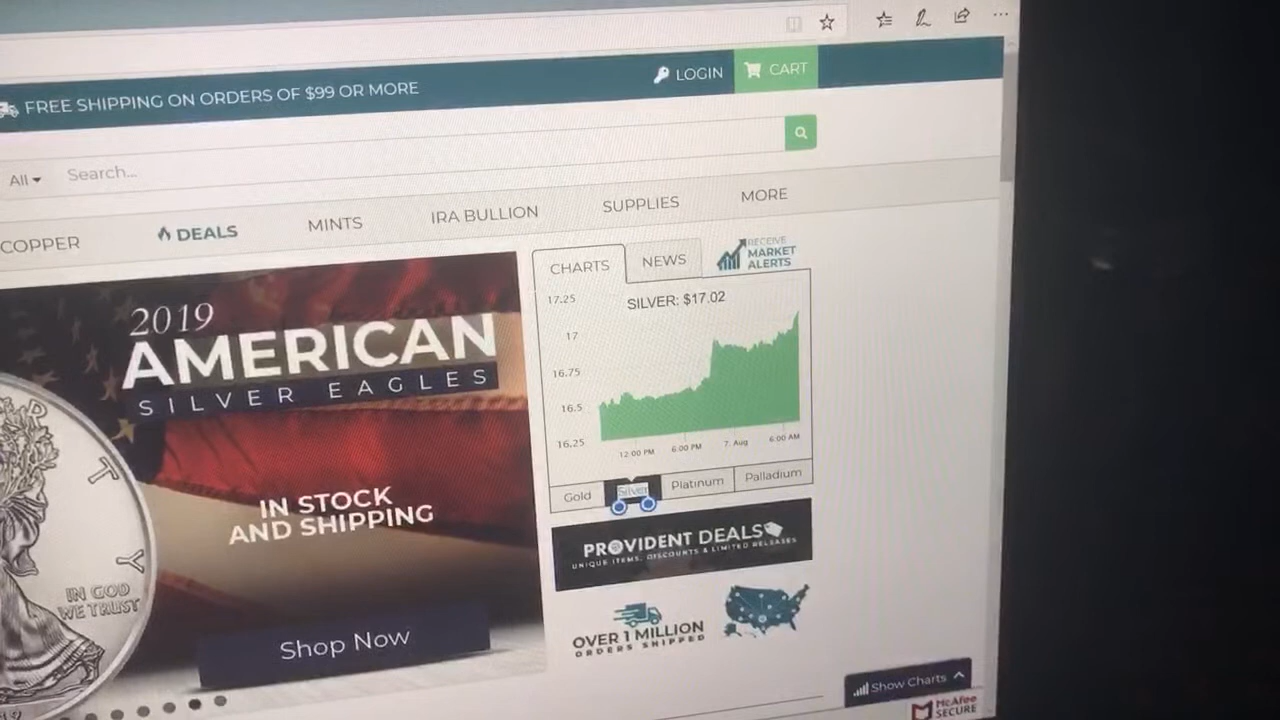 FREE SHIPPING ON ORDERS OF $99 OR MORE
LOGIN
CART
All
Search...
COPPER
DEALS
MINTS
IRA BULLION
SUPPLIES
MORE
2019
AMERICAN
SILVER EAGLES
IN STOCK
AND SHIPPING
Shop Now
TY
IN GOD
WE TRUST
CHARTS
NEWS
RECEIVE
MARKET
ALERTS
SILVER: $17.02
17.25
17
16.75
16.5
16.25
12:00 PM
6:00 PM
7. Aug
6:00 AM
Gold
Silver
Platinum
Palladium
PROVIDENT DEALS
UNIQUE ITEMS, DISCOUNTS & LIMITED RELEASES
OVER 1 MILLION
ORDERS SHIPPED
Show Charts
McAfee
SECURE